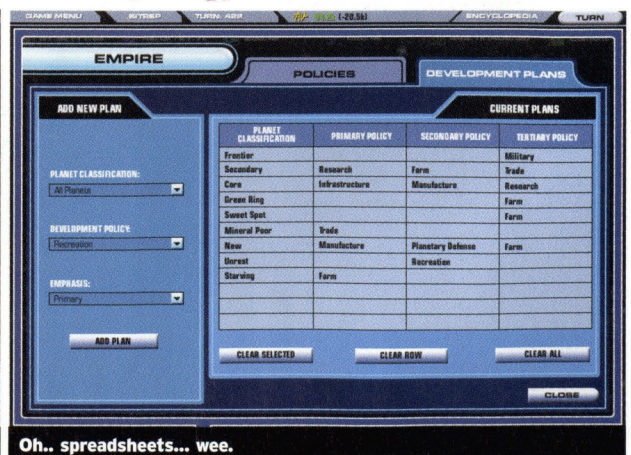 GAME MENU SITREP TURN: 429 (-20.5k) ENCYCLOPEDIA TURN
EMPIRE
POLICIES
DEVELOPMENT PLANS
ADD NEW PLAN
PLANET CLASSIFICATION:
All Planets
DEVELOPMENT POLICY:
Recreation
EMPHASIS:
Primary
ADD PLAN
CURRENT PLANS
PLANET CLASSIFICATION PRIMARY POLICY SECONDARY POLICY TERTIARY POLICY
Frontier Military
Secondary Research Farm Trade
Core Infrastructure Manufacture Research
Green Ring Farm
Sweet Spot Farm
Mineral Poor Trade
New Manufacture Planetary Defense Farm
Unrest Recreation
Starving Farm
CLEAR SELECTED CLEAR ROW CLEAR ALL
CLOSE
Oh.. spreadsheets... wee.